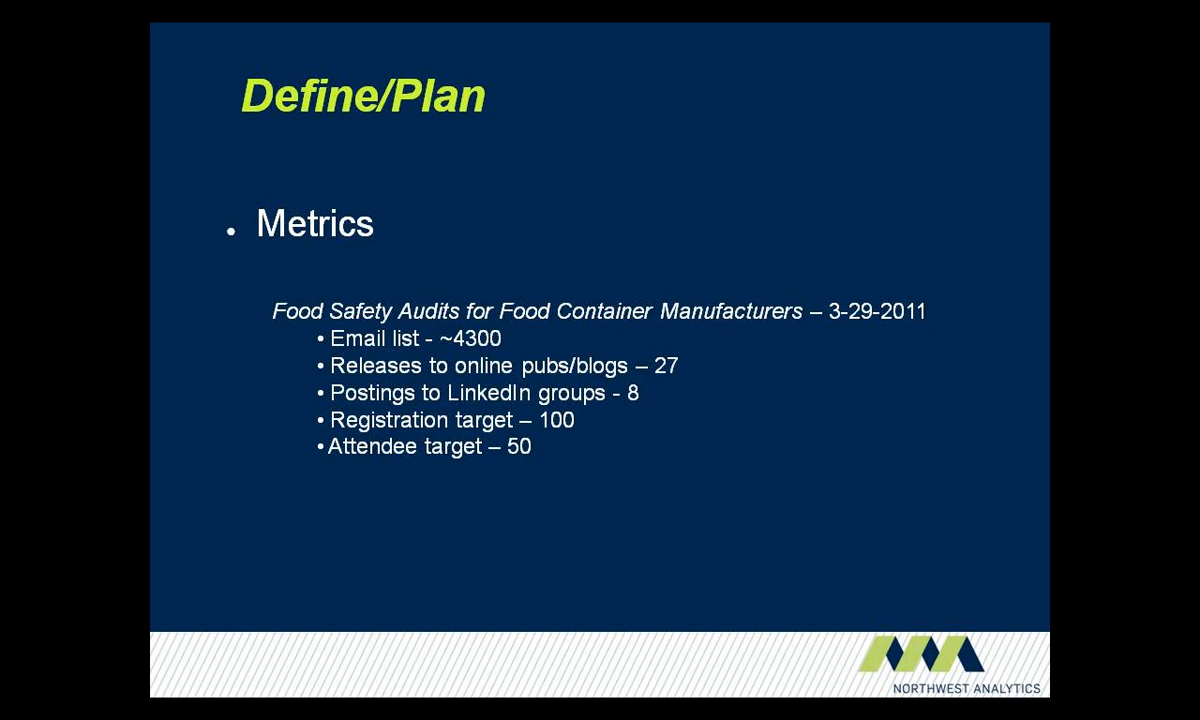 Define/Plan
• Metrics
Food Safety Audits for Food Container Manufacturers – 3-29-2011
• Email list - ~4300
• Releases to online pubs/blogs – 27
• Postings to LinkedIn groups - 8
• Registration target – 100
• Attendee target – 50
NORTHWEST ANALYTICS